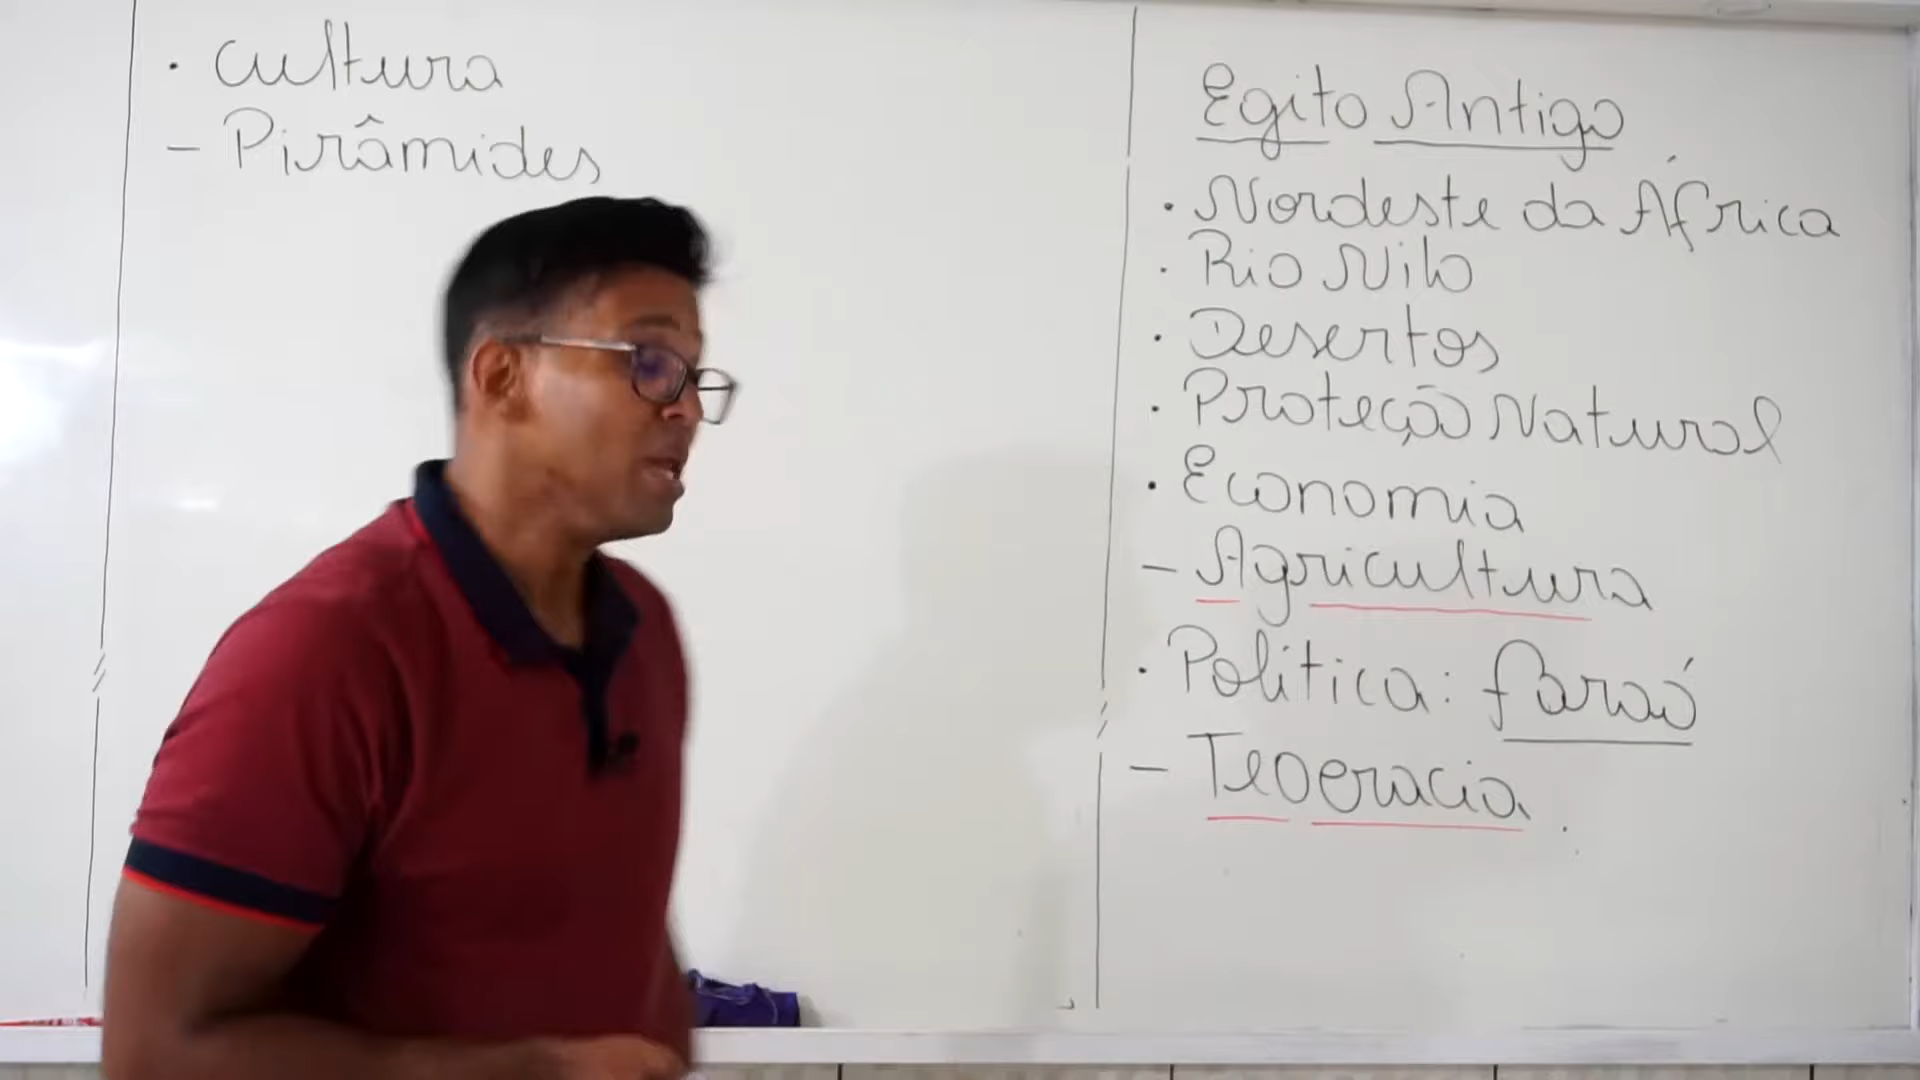 • Cultura
- Pirâmides
Egito Antigo
• Nordeste da África
• Rio Nilo
• Desertos
• Proteção Natural
• Economia
- Agricultura
• Política: faraó
- Teocracia